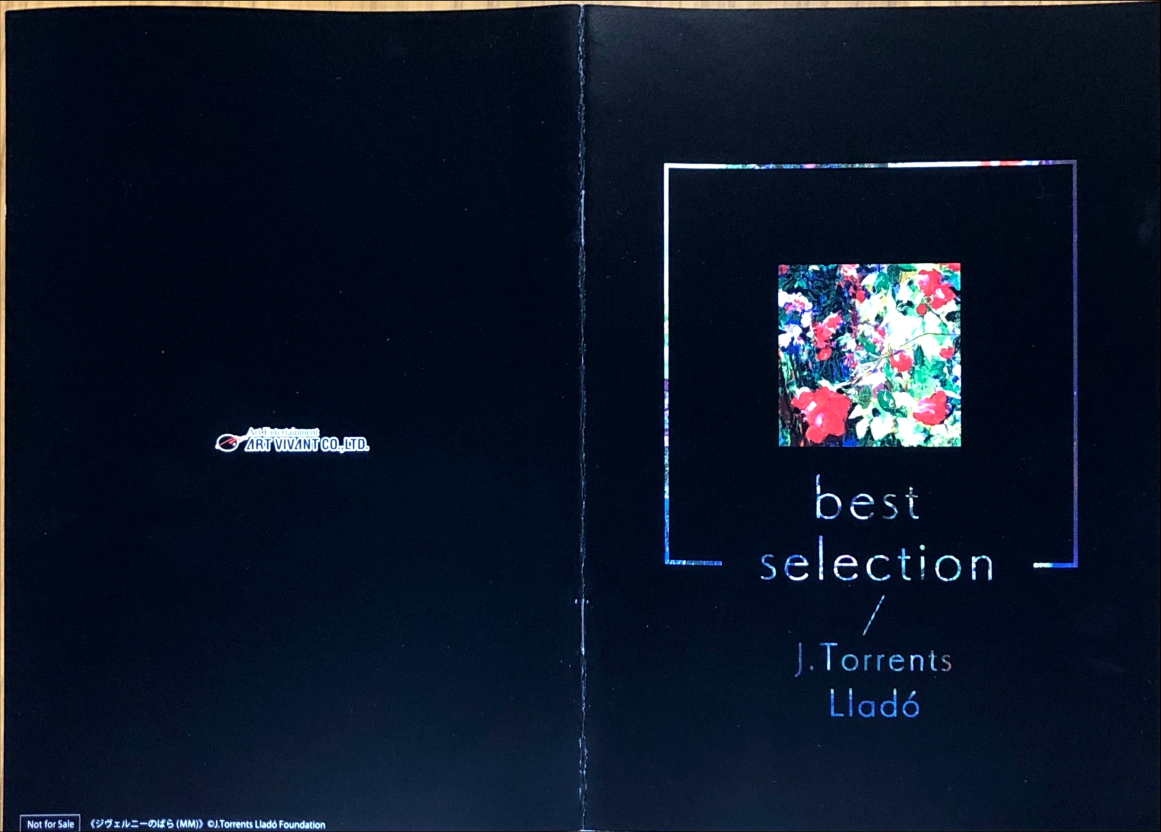 Art Entertainment
ART VIVANT CO.,LTD.
Not for Sale 《ジヴェルニーのばら(MM)》©J.Torrents Lladó Foundation
best
selection
/
J.Torrents
Lladó